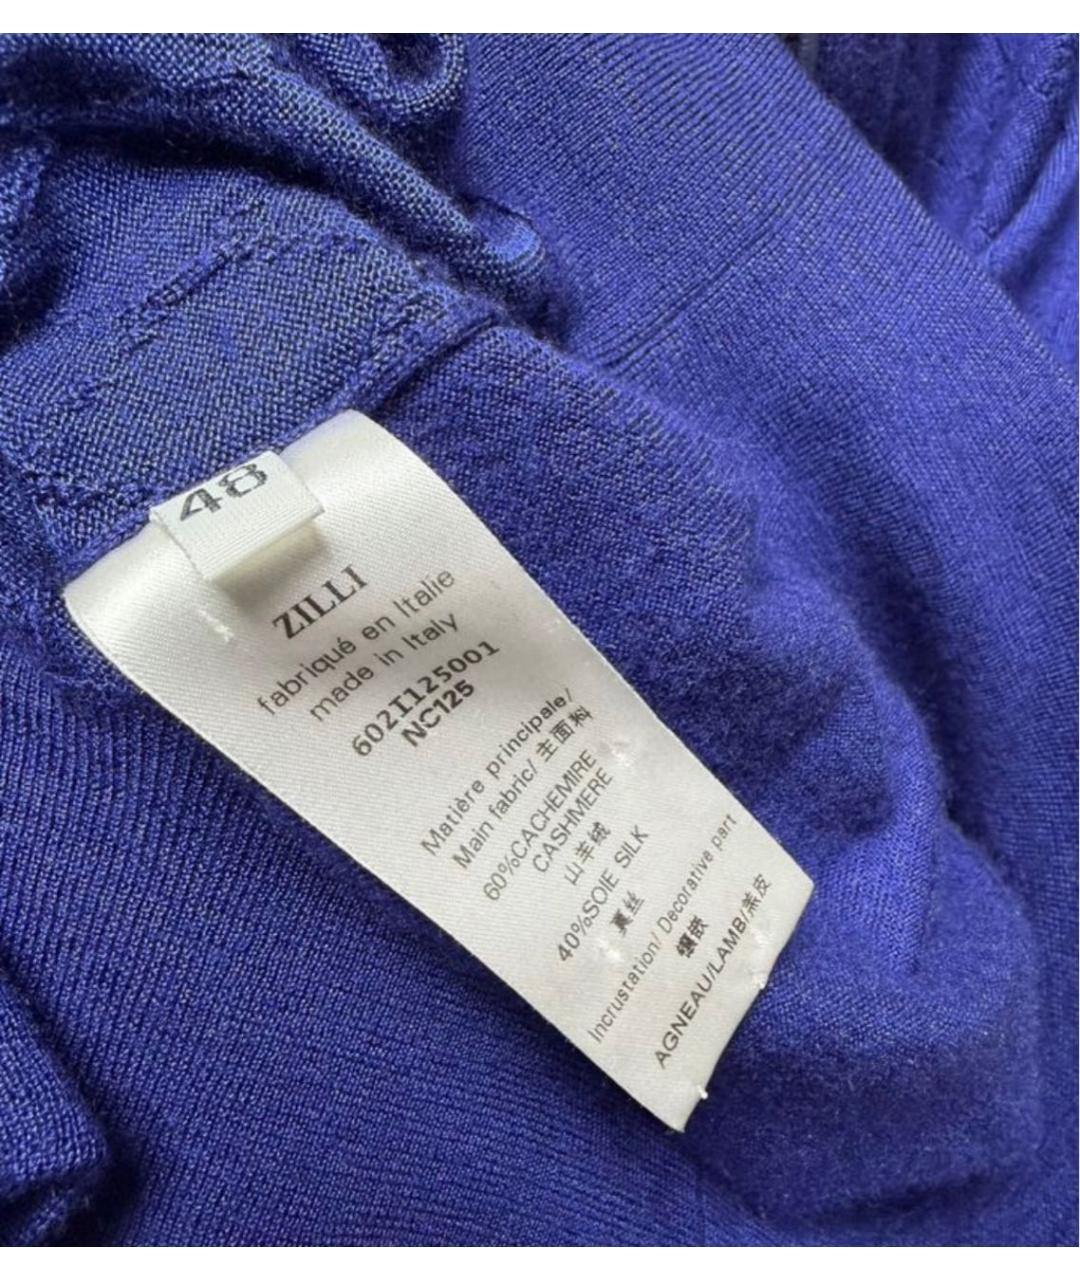 48
ZILLI
fabriqué en Italie
made in Italy
602I125001
NC125
Matière principale/
Main fabric/ 主面料
60%CACHEMIRE
CASHMERE
山羊绒
40%SOIE SILK
真丝
Incrustation/ Decorative part
镶嵌
AGNEAU/LAMB/羔皮